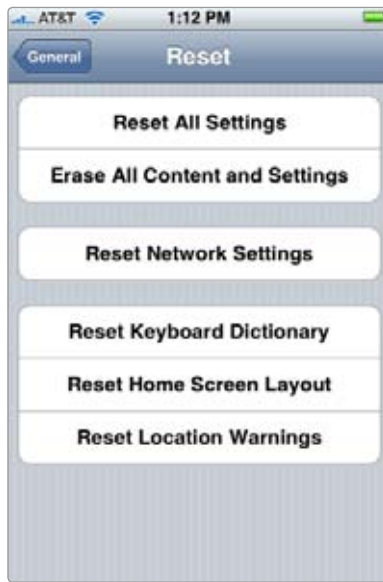 AT&T 1:12 PM
General Reset
Reset All Settings
Erase All Content and Settings
Reset Network Settings
Reset Keyboard Dictionary
Reset Home Screen Layout
Reset Location Warnings